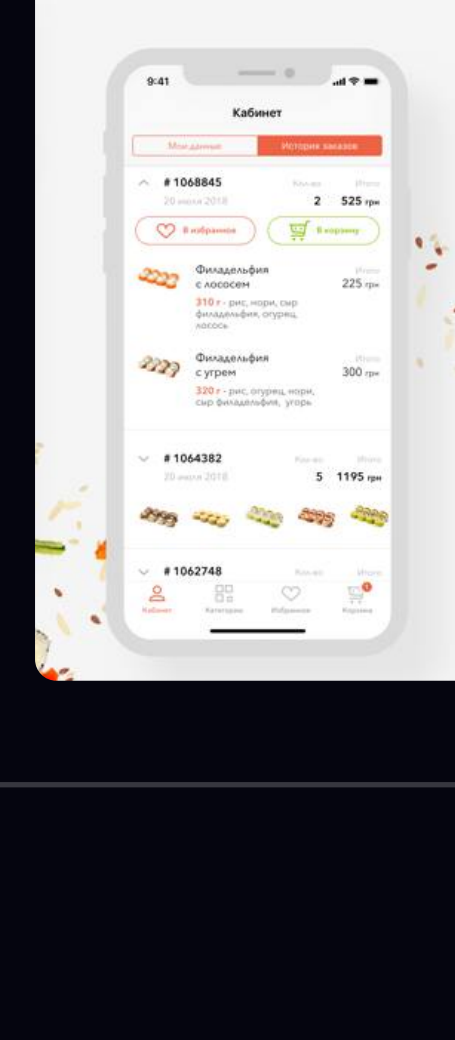 9:41
Кабинет
Мои данные История заказов
# 1068845 Кол-во Итого
20 июля 2018 2 525 грн
В избранное В корзину
Филадельфия Итого
с лососем 225 грн
310 г - рис, нори, сыр
филадельфия, огурец,
лосось
Филадельфия Итого
с угрем 300 грн
320 г - рис, огурец, нори,
сыр филадельфия, угорь
# 1064382 Кол-во Итого
20 июля 2018 5 1195 грн
# 1062748 Кол-во Итого
1
Кабинет Категории Избранное Корзина